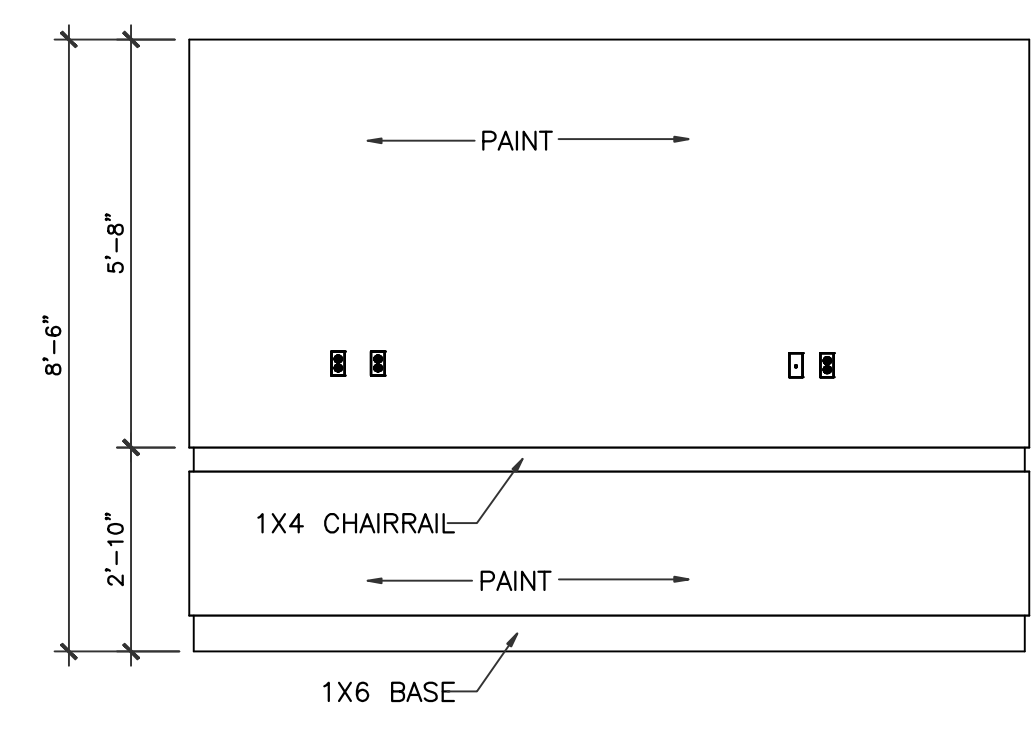 PAINT
5'-8"
8'-6"
1X4 CHAIRRAIL
2'-10"
PAINT
1X6 BASE